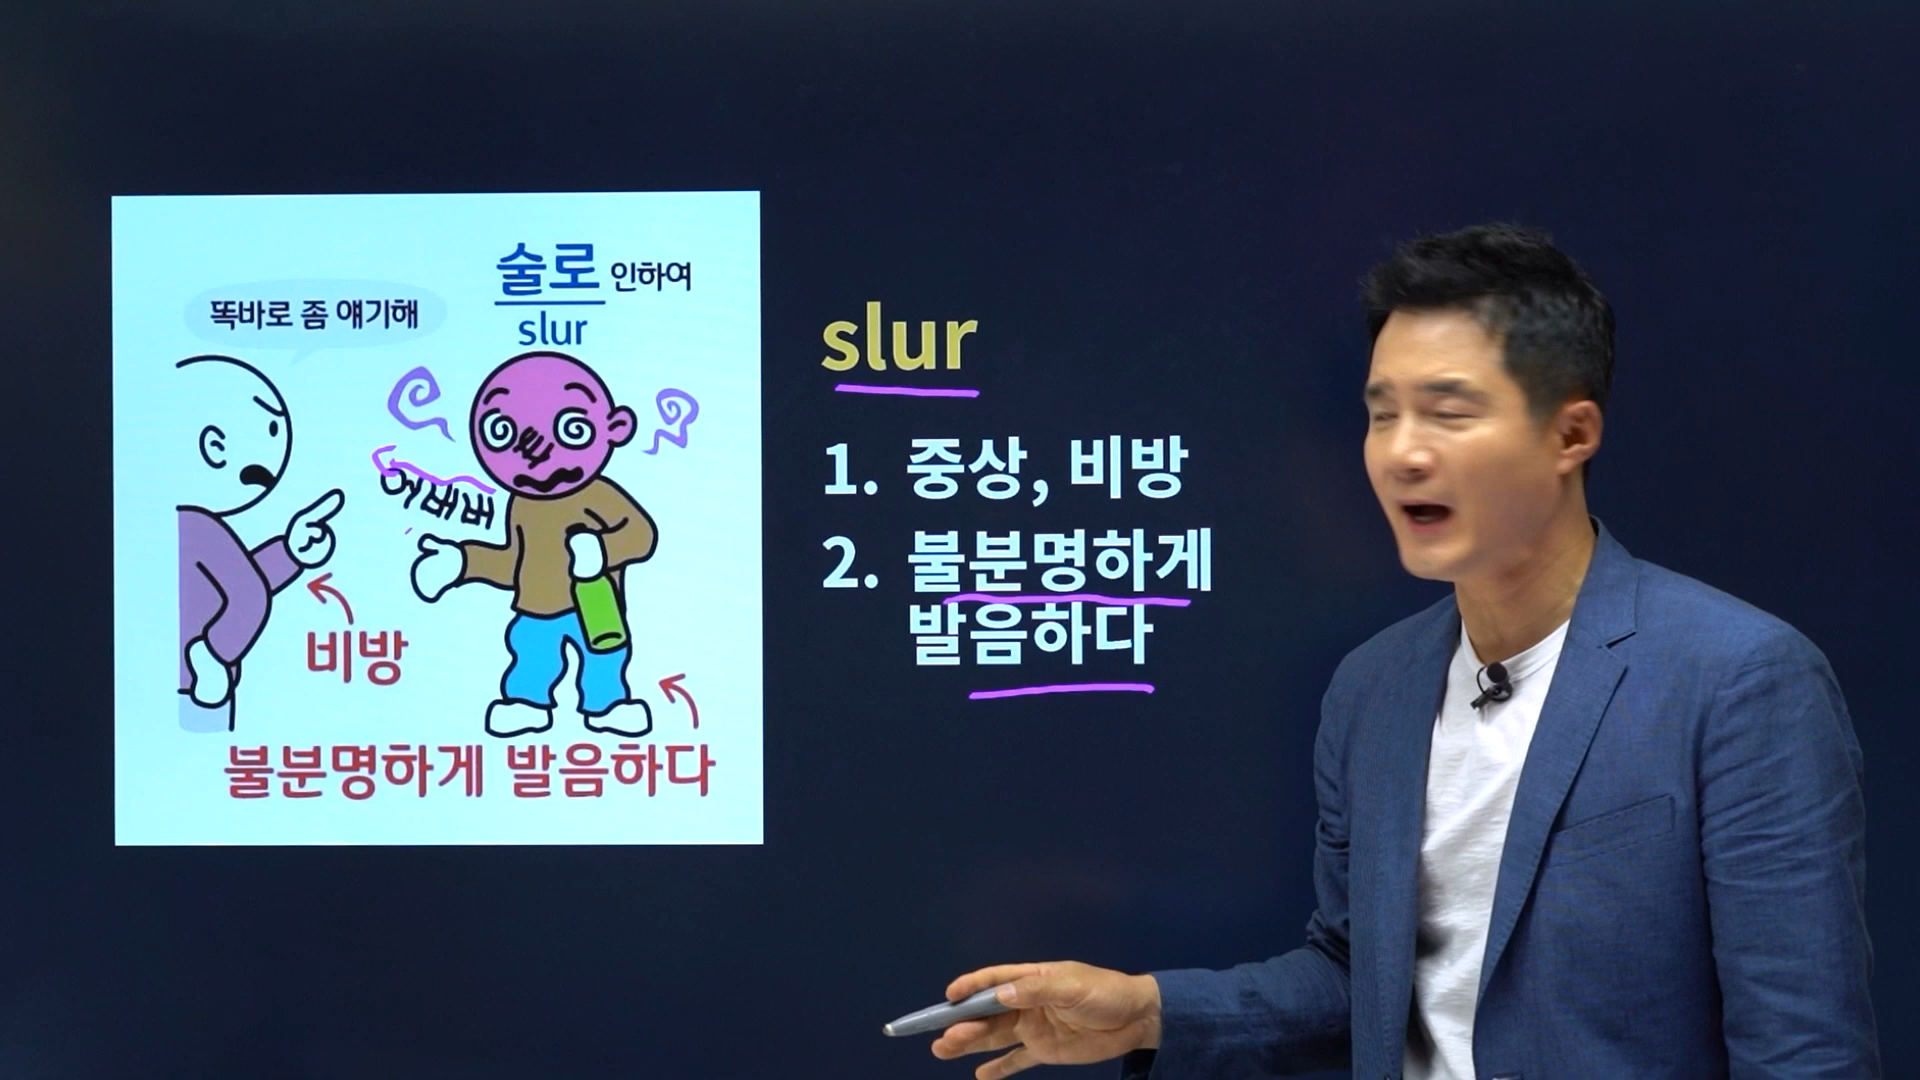 술로 인하여
slur
똑바로 좀 얘기해
어버버
비방
불분명하게 발음하다
slur
1. 중상, 비방
2. 불분명하게
발음하다